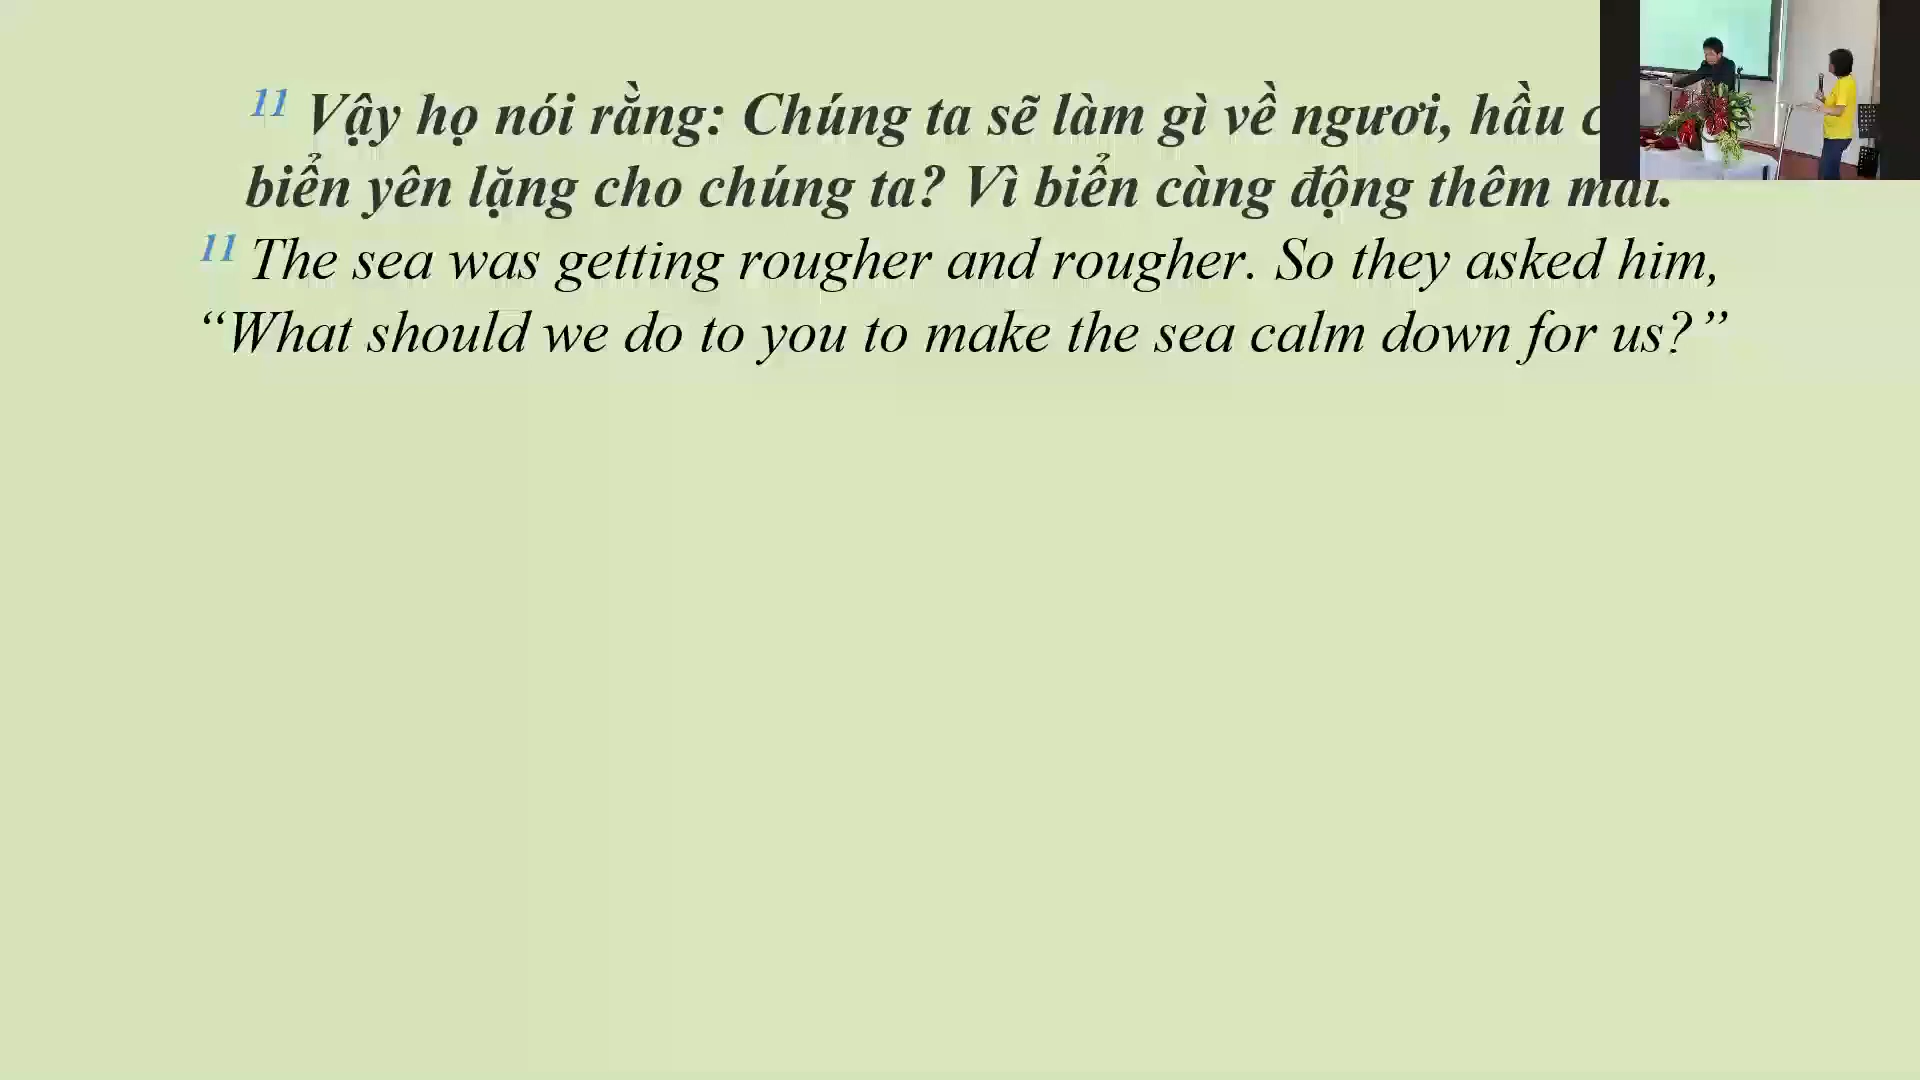 11 Vậy họ nói rằng: Chúng ta sẽ làm gì về ngươi, hầu
biển yên lặng cho chúng ta? Vì biển càng động thêm mãi.
11 The sea was getting rougher and rougher. So they asked him,
“What should we do to you to make the sea calm down for us?”